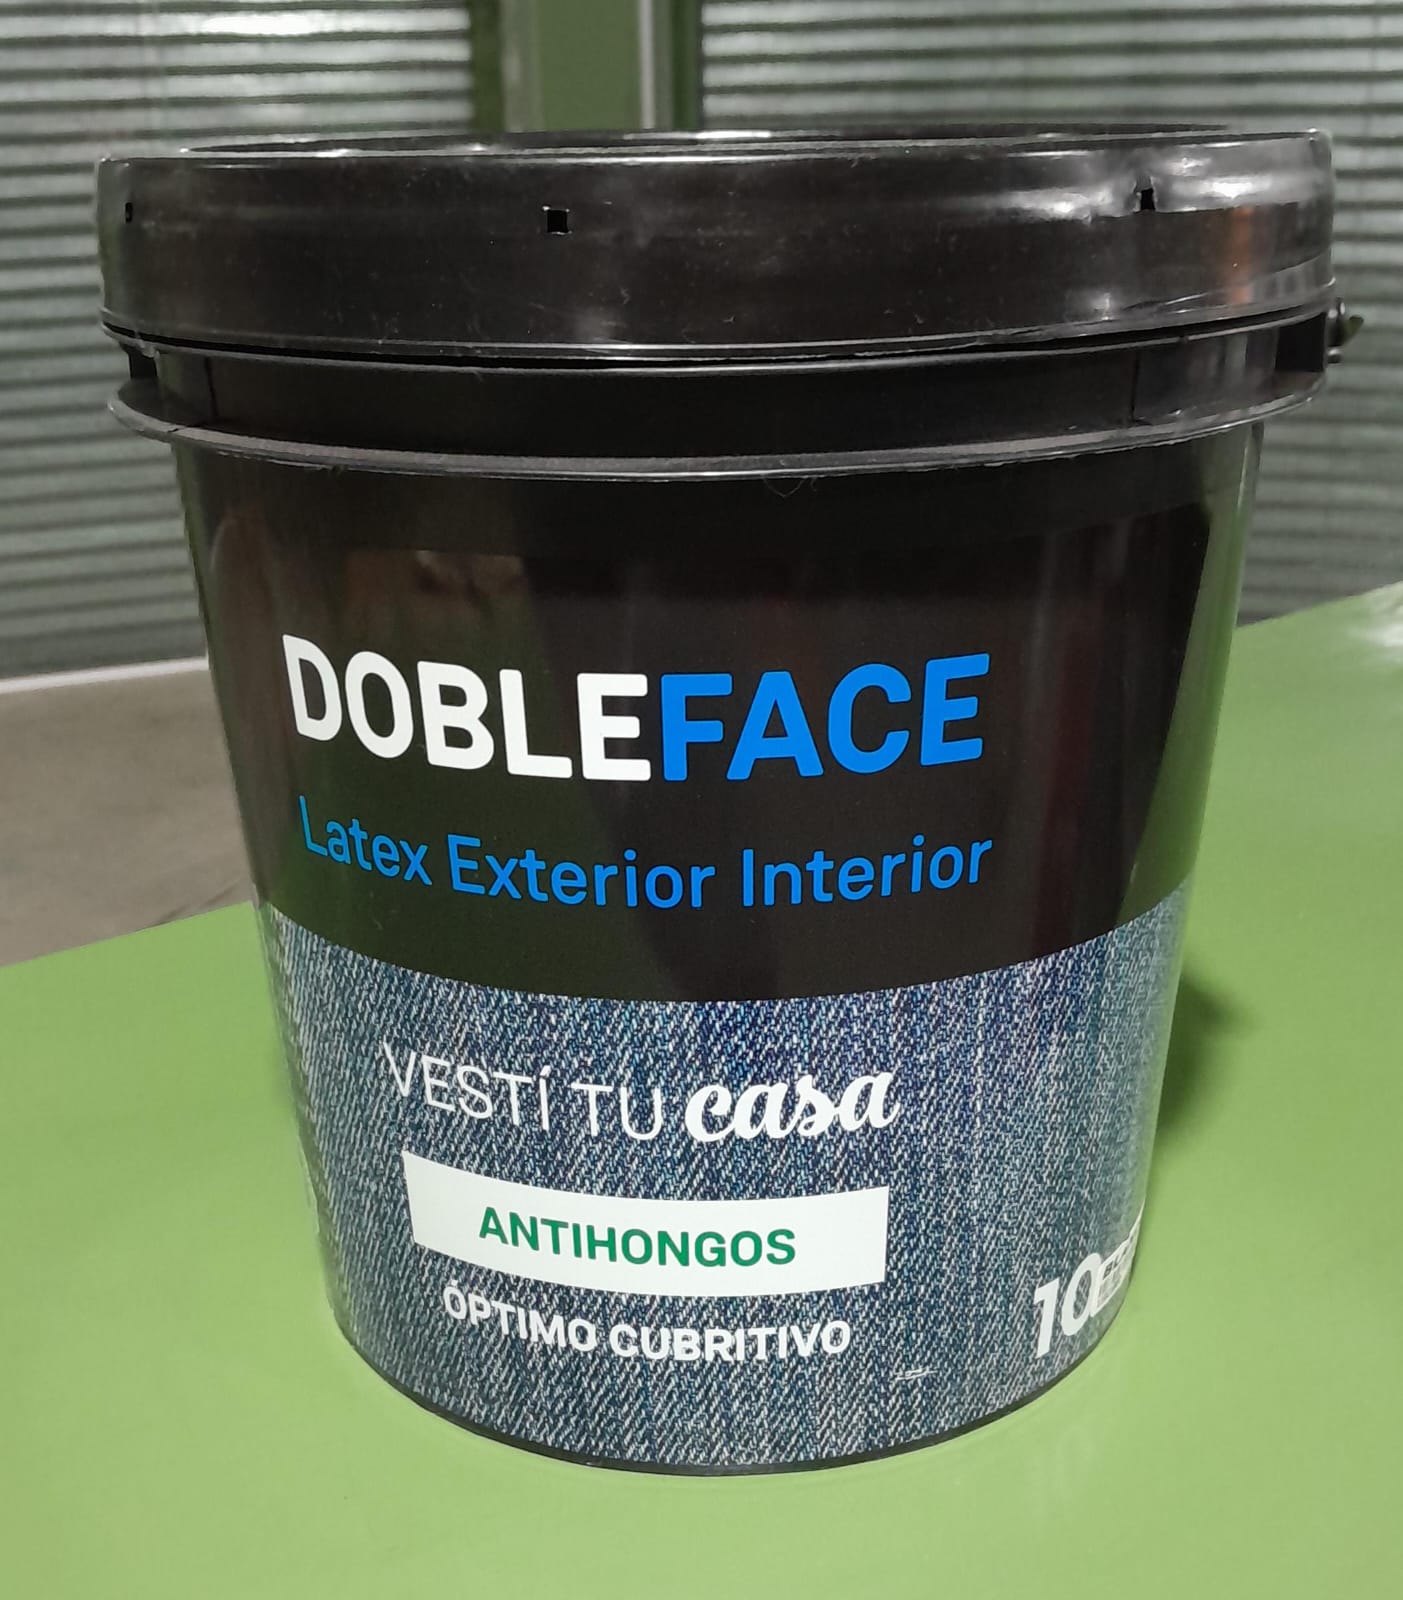 DOBLEFACE
Latex Exterior Interior
VESTÍ TU casa
ANTIHONGOS
ÓPTIMO CUBRITIVO
10